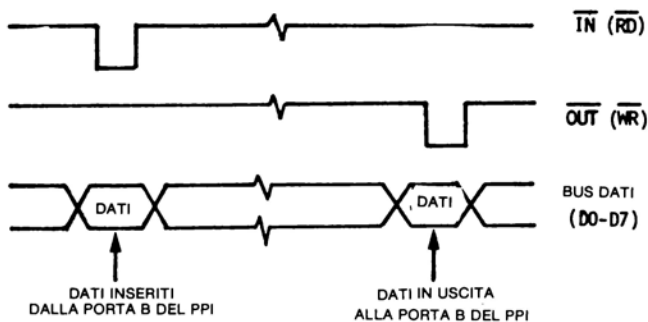 IN (RD)
OUT (WR)
DATI
DATI
BUS DATI
(D0-D7)
DATI INSERITI
DALLA PORTA B DEL PPI
DATI IN USCITA
ALLA PORTA B DEL PPI